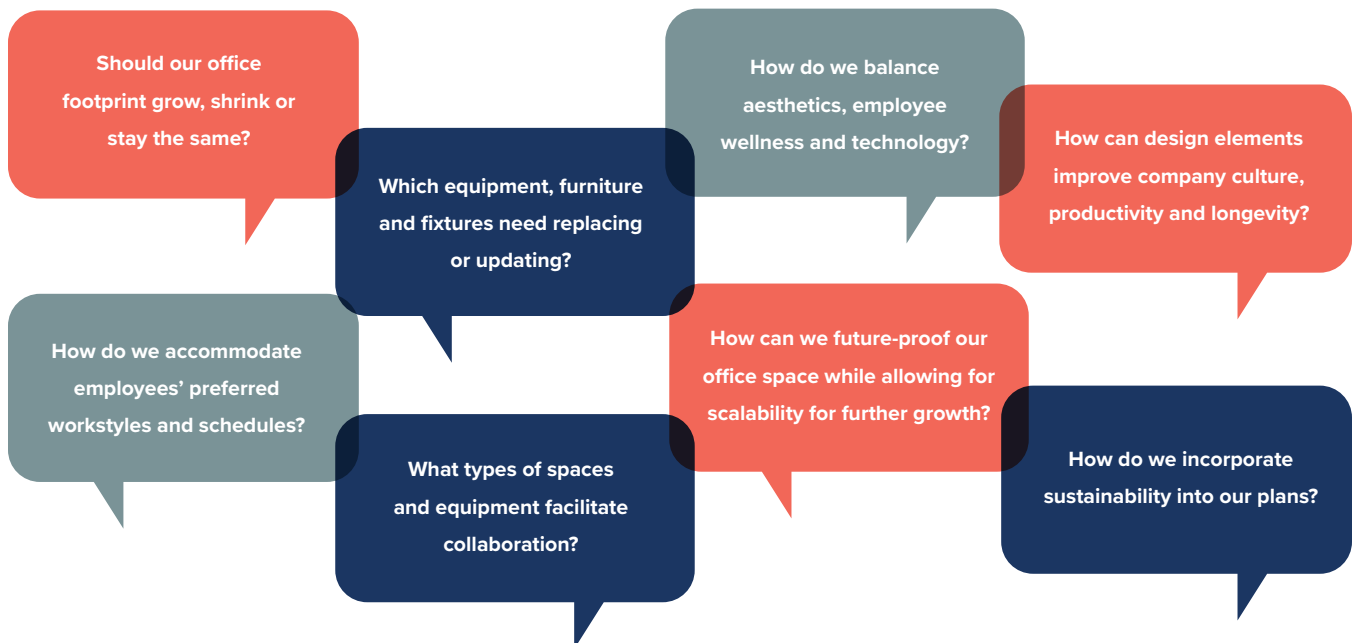 Should our office
footprint grow, shrink or
stay the same?
Which equipment, furniture
and fixtures need replacing
or updating?
How do we balance
aesthetics, employee
wellness and technology?
How can design elements
improve company culture,
productivity and longevity?
How do we accommodate
employees’ preferred
workstyles and schedules?
What types of spaces
and equipment facilitate
collaboration?
How can we future-proof our
office space while allowing for
scalability for further growth?
How do we incorporate
sustainability into our plans?